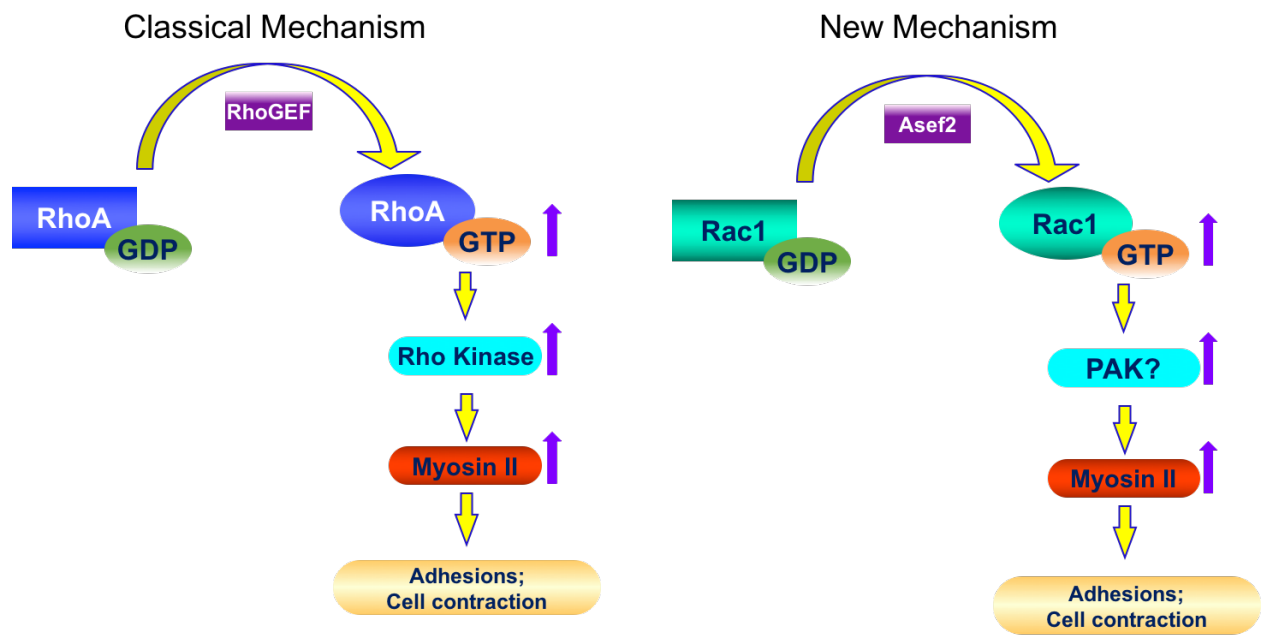 Classical Mechanism
RhoGEF
RhoA
GDP
RhoA
GTP
Rho Kinase
Myosin II
Adhesions;
Cell contraction
New Mechanism
Asef2
Rac1
GDP
Rac1
GTP
PAK?
Myosin II
Adhesions;
Cell contraction